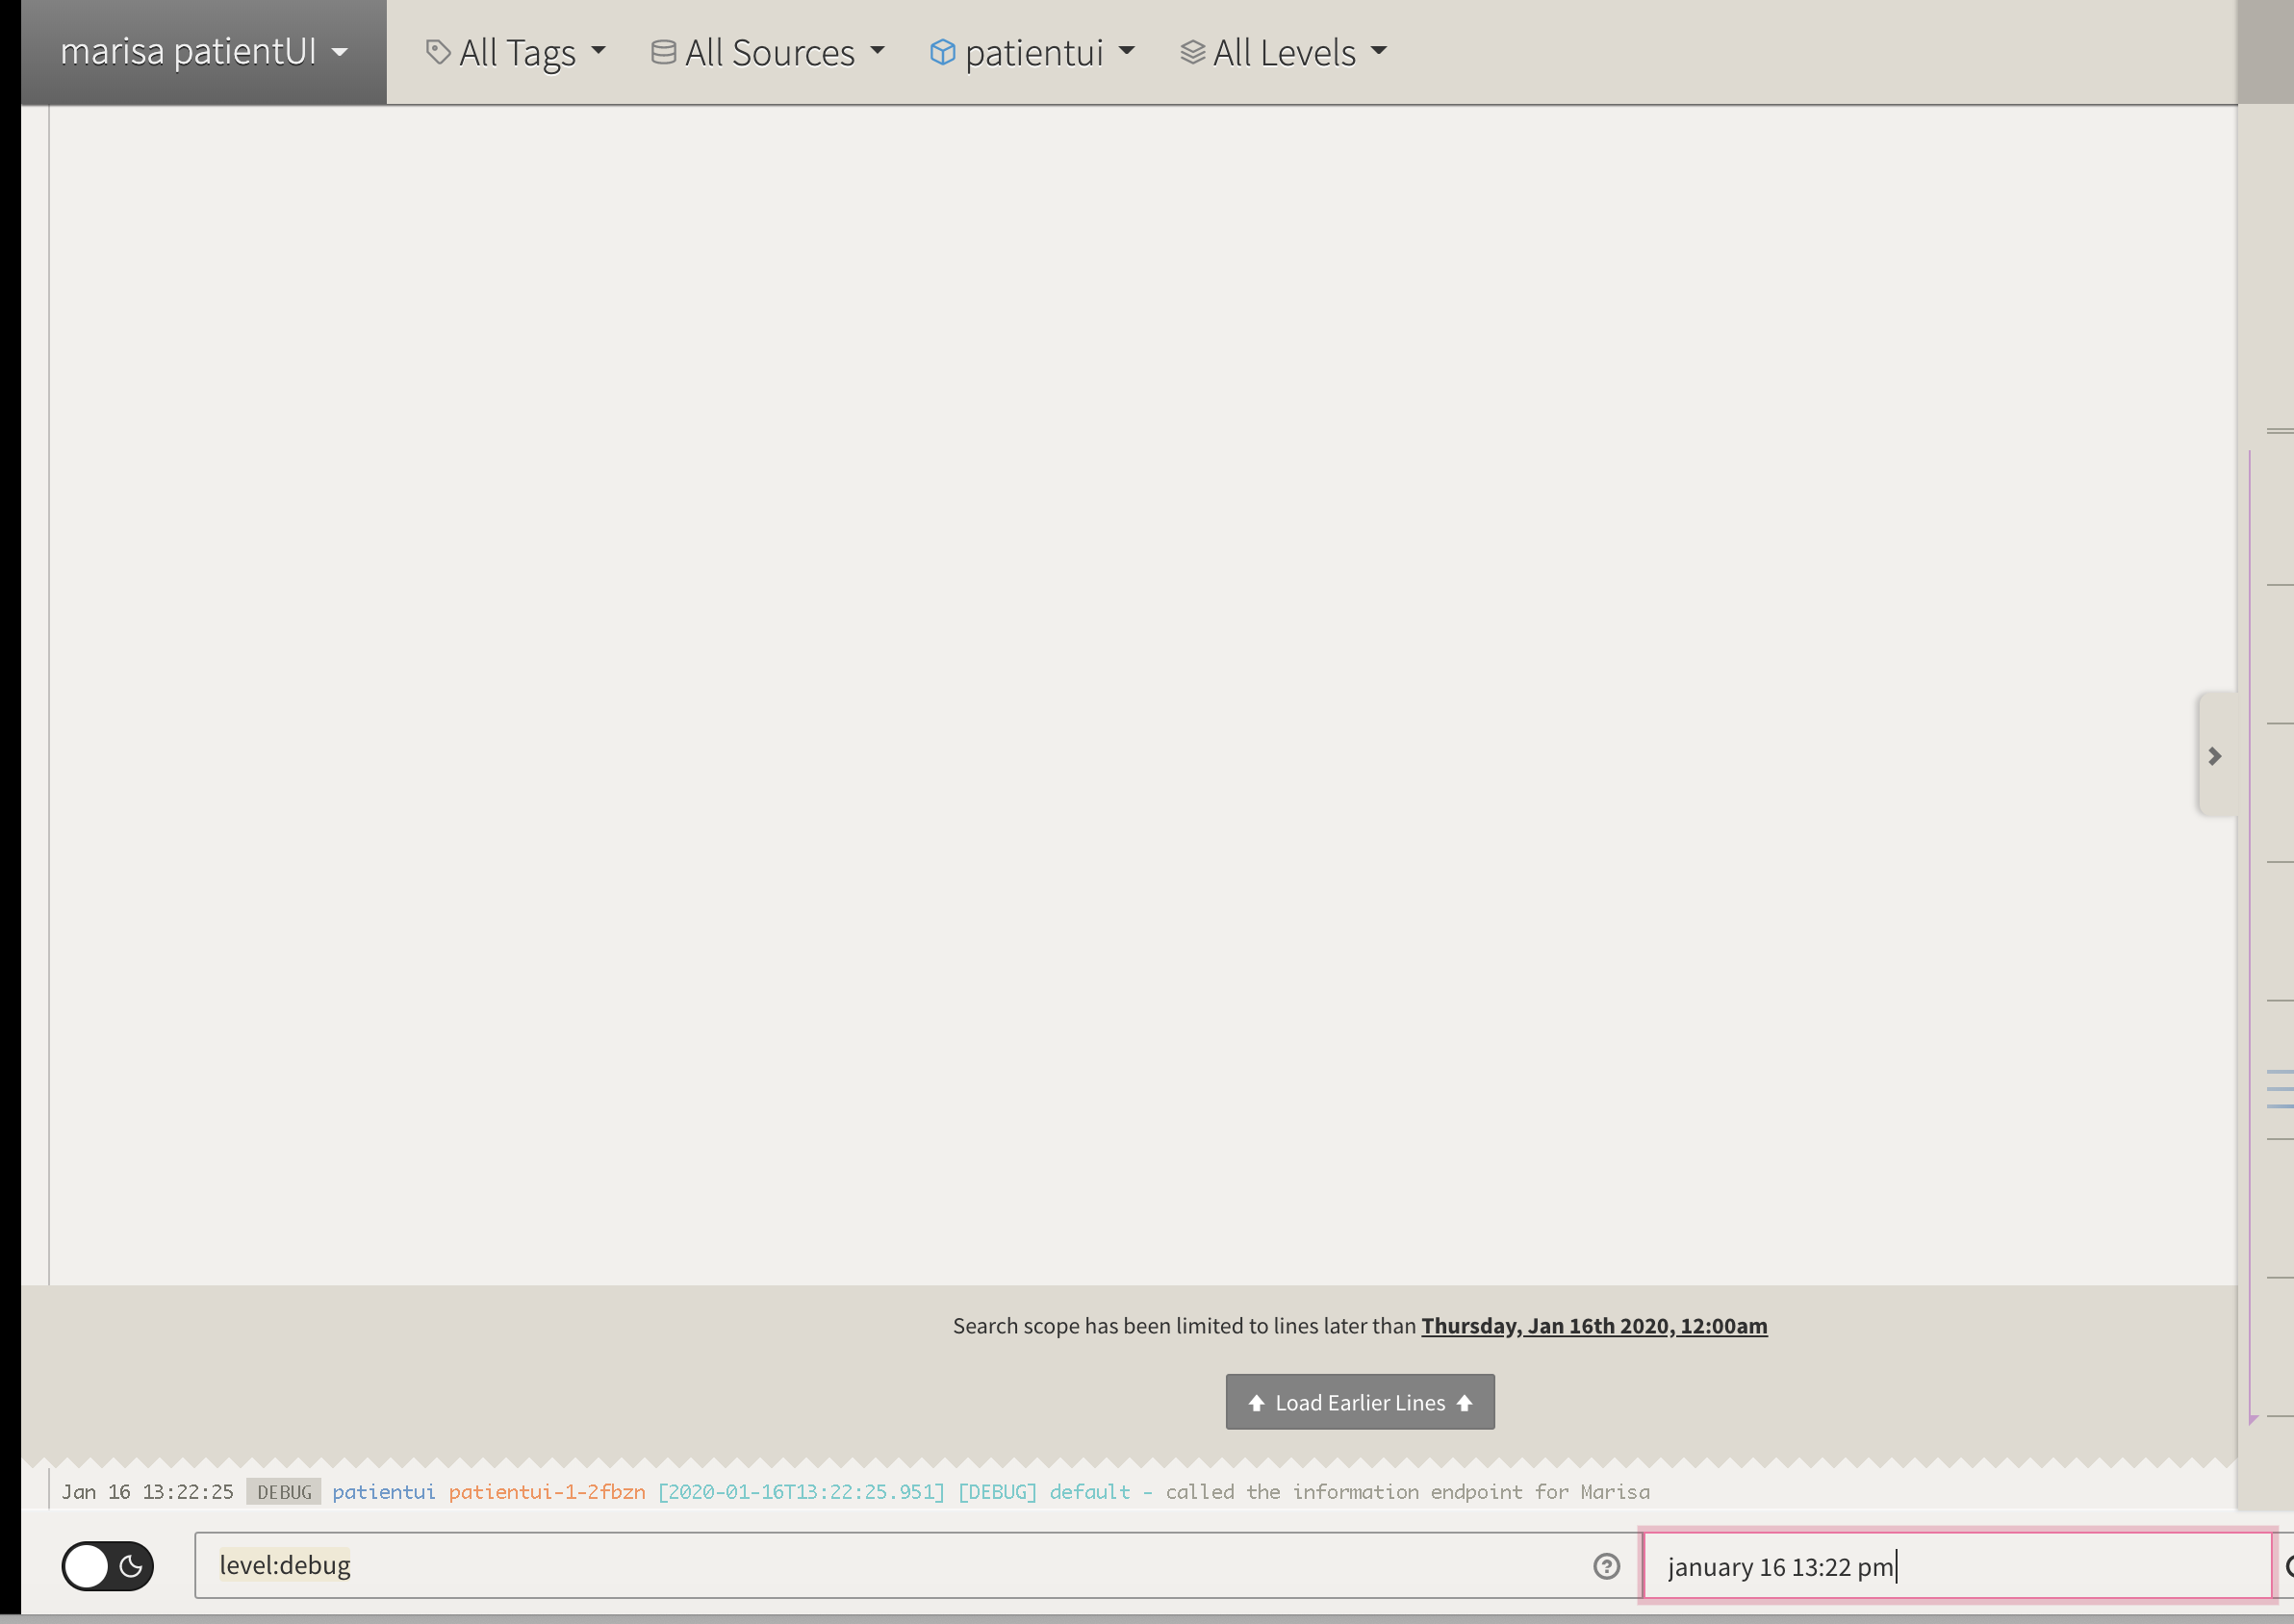 marisa patientUI All Tags All Sources patientui All Levels
Search scope has been limited to lines later than Thursday, Jan 16th 2020, 12:00am
Load Earlier Lines
Jan 16 13:22:25 DEBUG patientui patientui-1-2fbzn [2020-01-16T13:22:25.951] [DEBUG] default - called the information endpoint for Marisa
level:debug ? january 16 13:22 pm